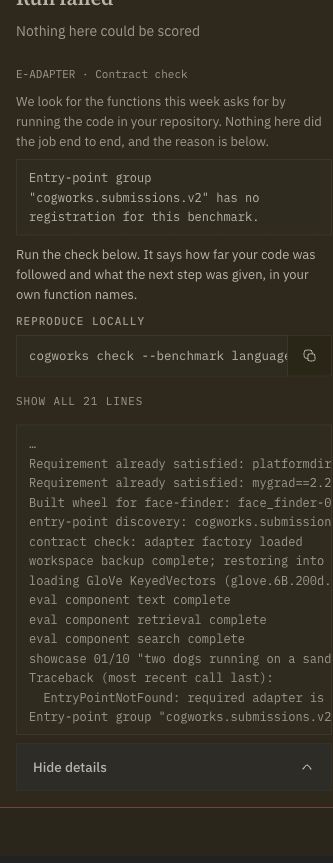 Run failed
Nothing here could be scored
E-ADAPTER · Contract check
We look for the functions this week asks for by
running the code in your repository. Nothing here did
the job end to end, and the reason is below.
Entry-point group
"cogworks.submissions.v2" has no
registration for this benchmark.
Run the check below. It says how far your code was
followed and what the next step was given, in your
own function names.
REPRODUCE LOCALLY
cogworks check --benchmark language
SHOW ALL 21 LINES
…
Requirement already satisfied: platformdir
Requirement already satisfied: mygrad==2.2
Built wheel for face-finder: face_finder-0
entry-point discovery: cogworks.submission
contract check: adapter factory loaded
workspace backup complete; restoring into
loading GloVe KeyedVectors (glove.6B.200d.
eval component text complete
eval component retrieval complete
eval component search complete
showcase 01/10 "two dogs running on a sand
Traceback (most recent call last):
EntryPointNotFound: required adapter is
Entry-point group "cogworks.submissions.v2
Hide details